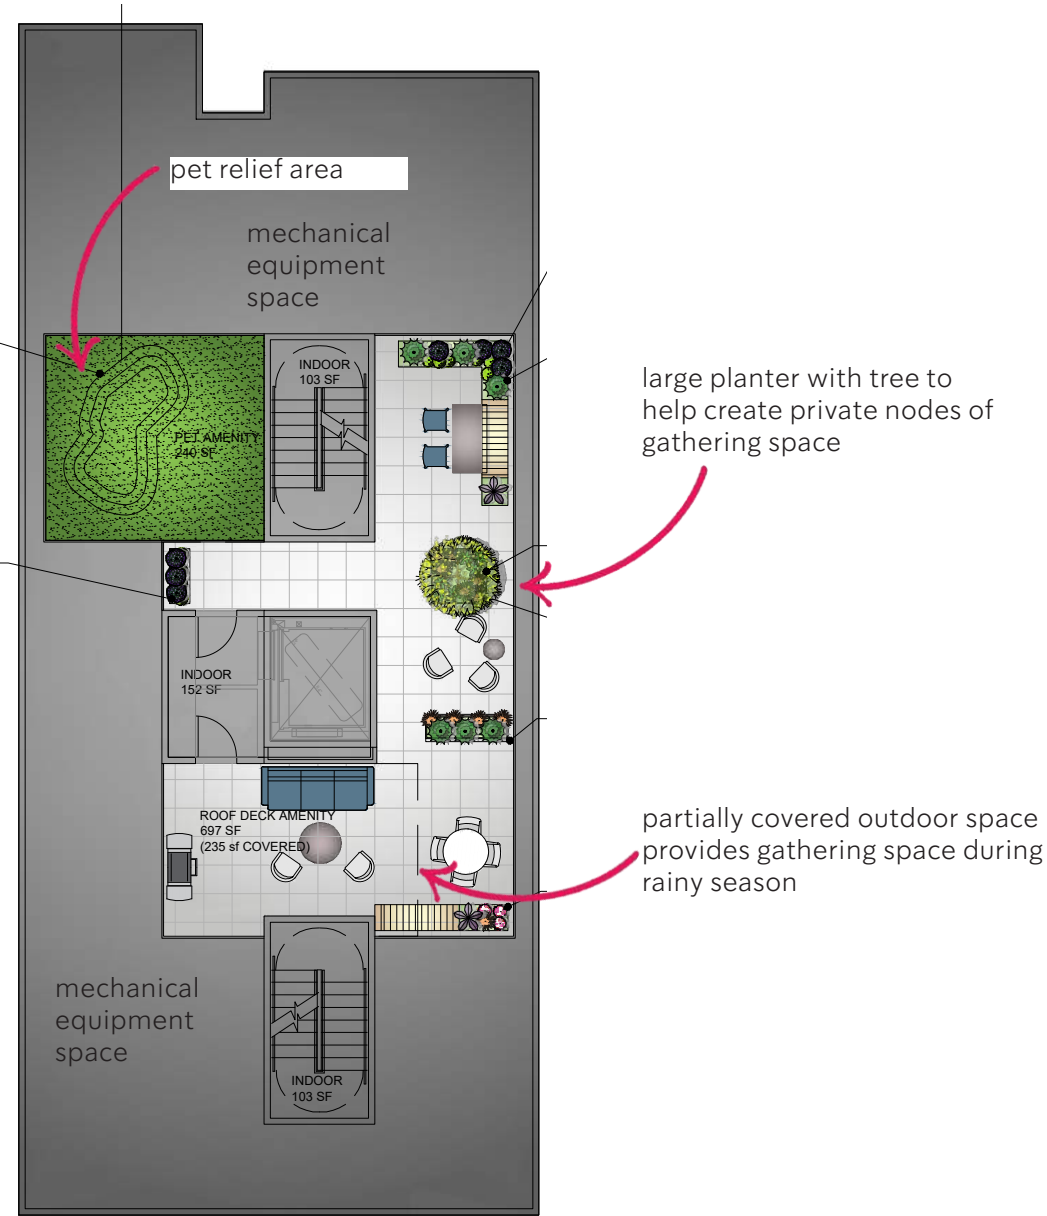 pet relief area
mechanical
equipment
space
INDOOR
103 SF
large planter with tree to
help create private nodes of
gathering space
PET AMENITY
240 SF
INDOOR
152 SF
ROOF DECK AMENITY
697 SF
(235 sf COVERED)
partially covered outdoor space
provides gathering space during
rainy season
mechanical
equipment
space
INDOOR
103 SF